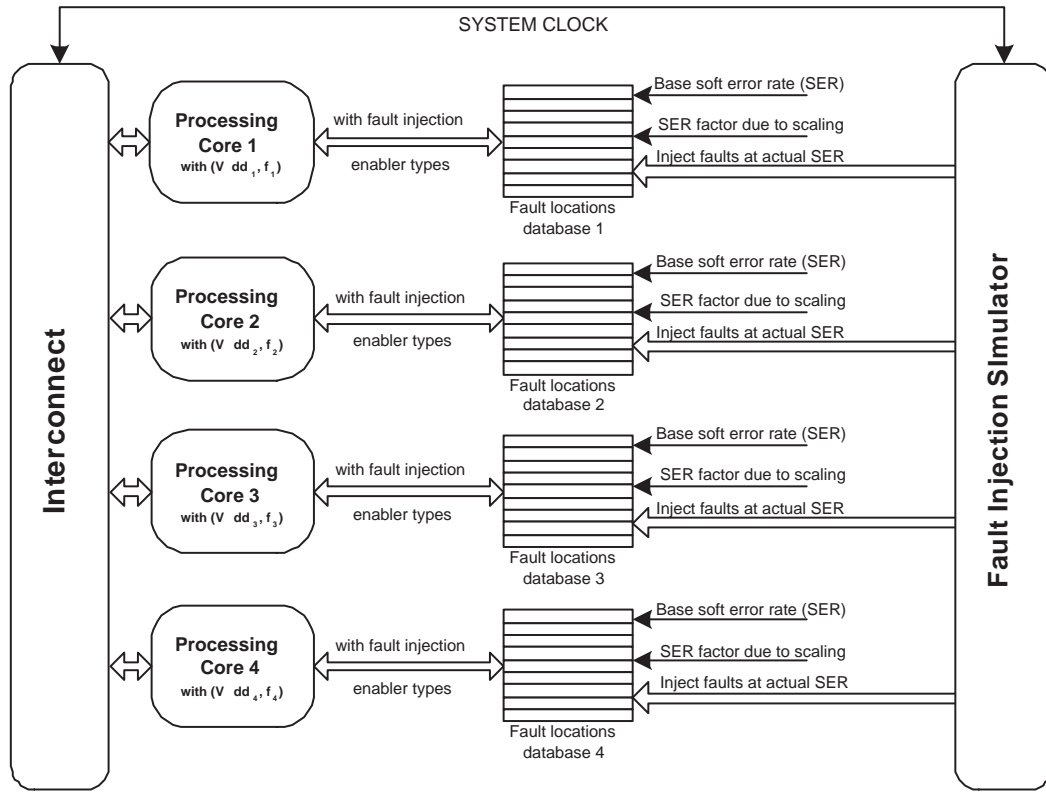 SYSTEM CLOCK
Interconnect
Processing
Core 1
with (V dd 1, f 1)
with fault injection
enabler types
Fault locations
database 1
Base soft error rate (SER)
SER factor due to scaling
Inject faults at actual SER
Processing
Core 2
with (V dd 2, f 2)
with fault injection
enabler types
Fault locations
database 2
Base soft error rate (SER)
SER factor due to scaling
Inject faults at actual SER
Processing
Core 3
with (V dd 3, f 3)
with fault injection
enabler types
Fault locations
database 3
Base soft error rate (SER)
SER factor due to scaling
Inject faults at actual SER
Processing
Core 4
with (V dd 4, f 4)
with fault injection
enabler types
Fault locations
database 4
Base soft error rate (SER)
SER factor due to scaling
Inject faults at actual SER
Fault Injection SImulator